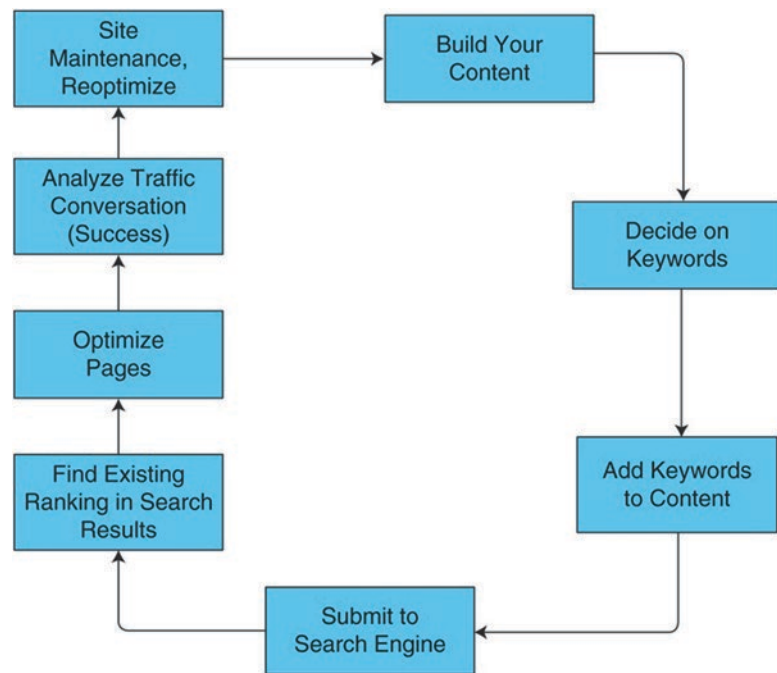 Site
Maintenance,
Reoptimize
Build Your
Content
Decide on
Keywords
Add Keywords
to Content
Submit to
Search Engine
Find Existing
Ranking in Search
Results
Optimize
Pages
Analyze Traffic
Conversation
(Success)